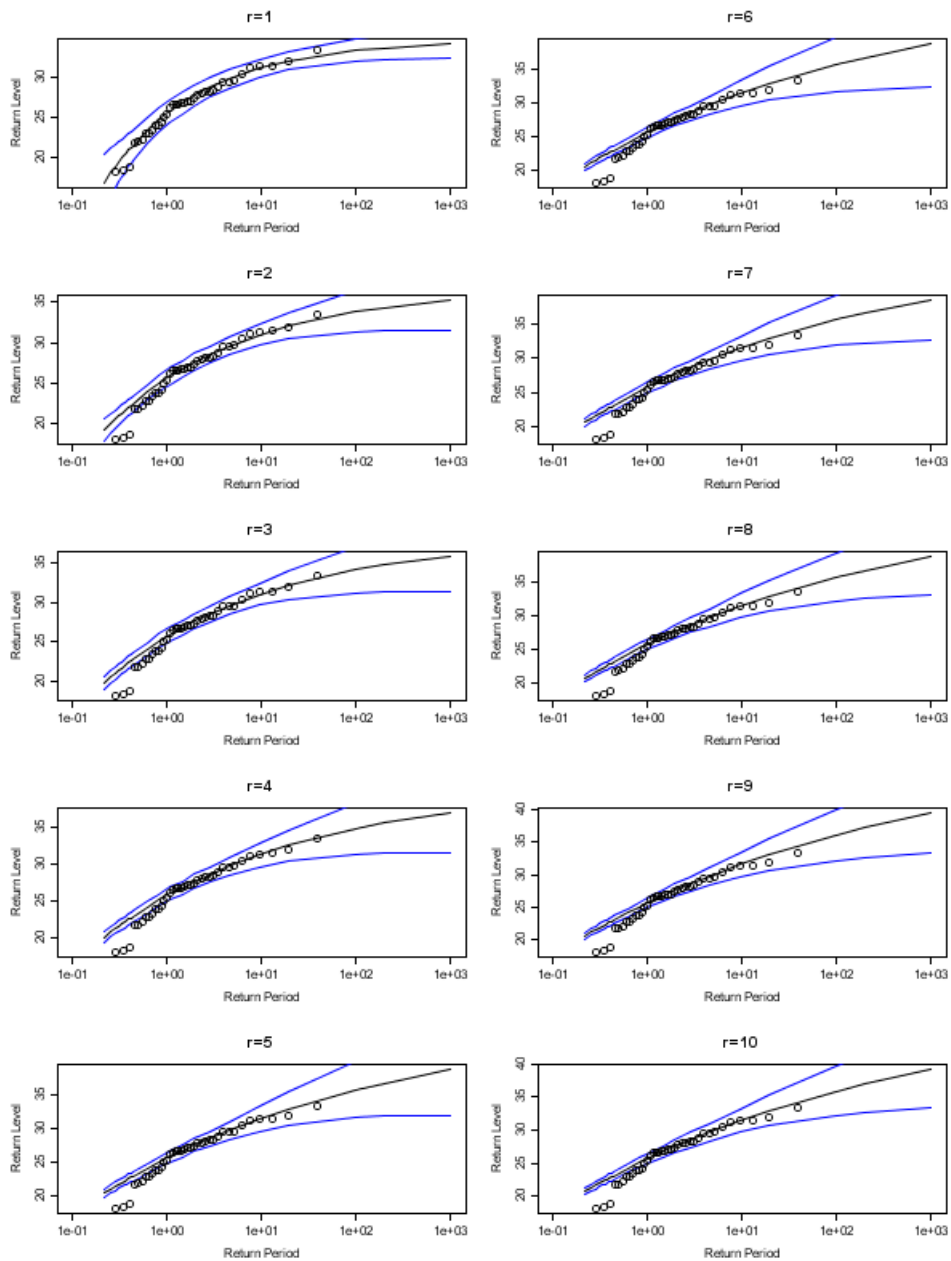 r=1
Return Level
20 25 30
1e-01 1e+00 1e+01 1e+02 1e+03
Return Period
r=6
Return Level
20 25 30 35
1e-01 1e+00 1e+01 1e+02 1e+03
Return Period
r=2
Return Level
20 25 30 35
1e-01 1e+00 1e+01 1e+02 1e+03
Return Period
r=7
Return Level
20 25 30 35
1e-01 1e+00 1e+01 1e+02 1e+03
Return Period
r=3
Return Level
20 25 30 35
1e-01 1e+00 1e+01 1e+02 1e+03
Return Period
r=8
Return Level
20 25 30 35
1e-01 1e+00 1e+01 1e+02 1e+03
Return Period
r=4
Return Level
20 25 30 35
1e-01 1e+00 1e+01 1e+02 1e+03
Return Period
r=9
Return Level
20 25 30 35 40
1e-01 1e+00 1e+01 1e+02 1e+03
Return Period
r=5
Return Level
20 25 30 35
1e-01 1e+00 1e+01 1e+02 1e+03
Return Period
r=10
Return Level
20 25 30 35 40
1e-01 1e+00 1e+01 1e+02 1e+03
Return Period